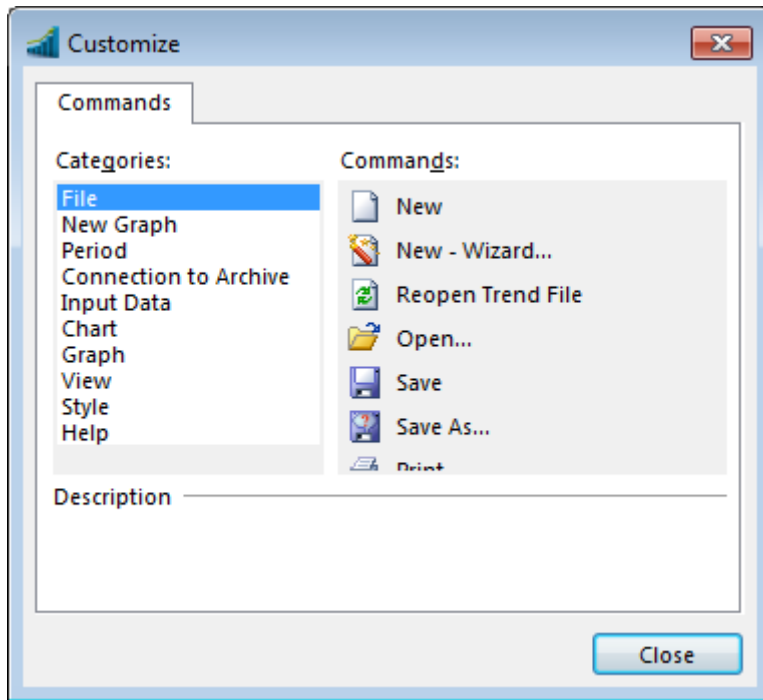 Customize
Commands
Categories:
File
New Graph
Period
Connection to Archive
Input Data
Chart
Graph
View
Style
Help
Commands:
New
New - Wizard...
Reopen Trend File
Open...
Save
Save As...
Print
Description
Close